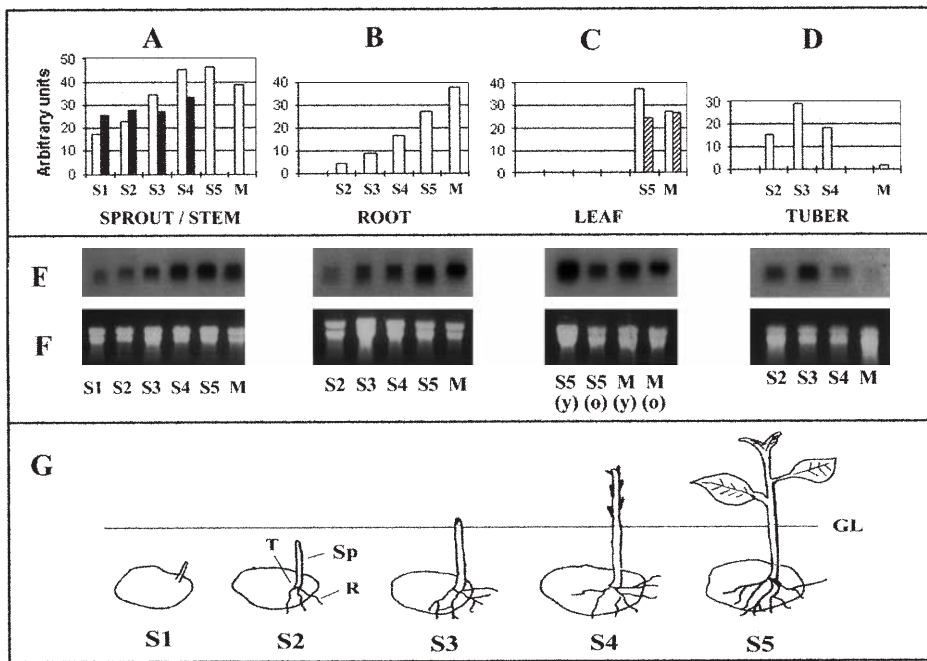 A B C D
Arbitrary units
50
40
30
20
10
0
S1 S2 S3 S4 S5 M
SPROUT / STEM
40
30
20
10
0
S2 S3 S4 S5 M
ROOT
40
30
20
10
0
S5 M
LEAF
30
20
10
0
S2 S3 S4 M
TUBER
E
F
S1 S2 S3 S4 S5 M
S2 S3 S4 S5 M
S5 S5 M M
(y) (o) (y) (o)
S2 S3 S4 M
G
GL
T Sp
R
S1 S2 S3 S4 S5